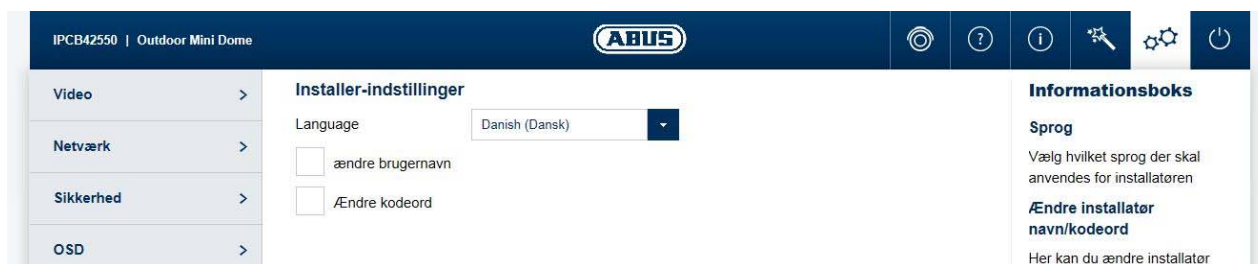 IPCB42550 | Outdoor Mini Dome
ABUS
Video
Netværk
Sikkerhed
OSD
Installer-indstillinger
Language Danish (Dansk)
ændre brugernavn
Ændre kodeord
Informationsboks
Sprog
Vælg hvilket sprog der skal
anvendes for installatøren
Ændre installatør
navn/kodeord
Her kan du ændre installatør